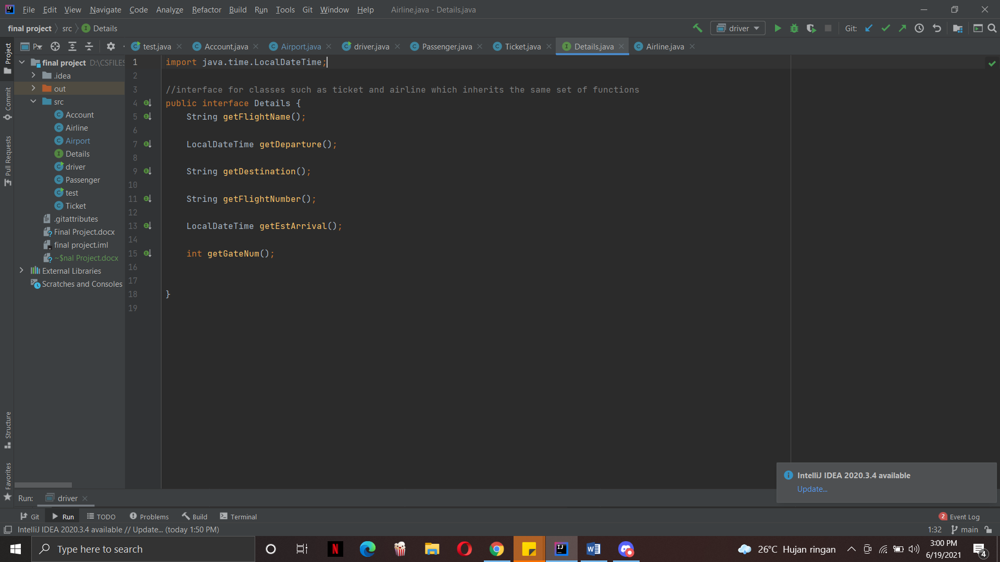 File Edit View Navigate Code Analyze Refactor Build Run Tools Git Window Help Airline.java - Details.java
final project src Details
driver Git:
P...
test.java Account.java Airport.java driver.java Passenger.java Ticket.java Details.java Airline.java
Project
Commit
Pull Requests
Structure
Favorites
final project D:\CSFILES
.idea
out
src
Account
Airline
Airport
Details
driver
Passenger
test
Ticket
.gitattributes
Final Project.docx
final project.iml
~$nal Project.docx
External Libraries
Scratches and Consoles
1 import java.time.LocalDateTime;
2
3 //interface for classes such as ticket and airline which inherits the same set of functions
4 public interface Details {
5 String getFlightName();
6
7 LocalDateTime getDeparture();
8
9 String getDestination();
10
11 String getFlightNumber();
12
13 LocalDateTime getEstArrival();
14
15 int getGateNum();
16
17
18 }
19
IntelliJ IDEA 2020.3.4 available
Update...
Run: driver
Git Run TODO Problems Build Terminal 2 Event Log
IntelliJ IDEA 2020.3.4 available // Update... (today 1:50 PM) 1:32 main
Type here to search
26°C Hujan ringan
3:00 PM
6/19/2021
4